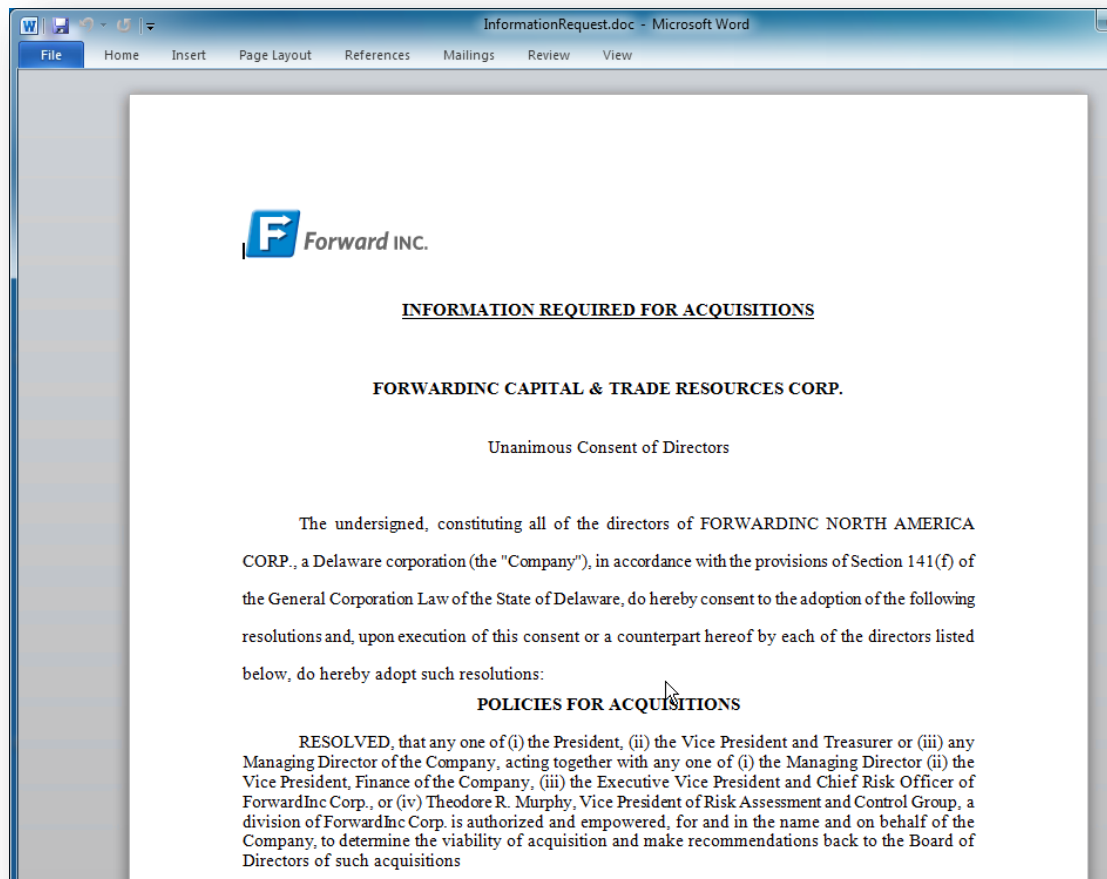 InformationRequest.doc - Microsoft Word
File Home Insert Page Layout References Mailings Review View
F Forward INC.
INFORMATION REQUIRED FOR ACQUISITIONS
FORWARDINC CAPITAL & TRADE RESOURCES CORP.
Unanimous Consent of Directors
The undersigned, constituting all of the directors of FORWARDINC NORTH AMERICA
CORP., a Delaware corporation (the "Company"), in accordance with the provisions of Section 141(f) of
the General Corporation Law of the State of Delaware, do hereby consent to the adoption of the following
resolutions and, upon execution of this consent or a counterpart hereof by each of the directors listed
below, do hereby adopt such resolutions:
POLICIES FOR ACQUISITIONS
RESOLVED, that any one of (i) the President, (ii) the Vice President and Treasurer or (iii) any
Managing Director of the Company, acting together with any one of (i) the Managing Director (ii) the
Vice President, Finance of the Company, (iii) the Executive Vice President and Chief Risk Officer of
ForwardInc Corp., or (iv) Theodore R. Murphy, Vice President of Risk Assessment and Control Group, a
division of ForwardInc Corp. is authorized and empowered, for and in the name and on behalf of the
Company, to determine the viability of acquisition and make recommendations back to the Board of
Directors of such acquisitions